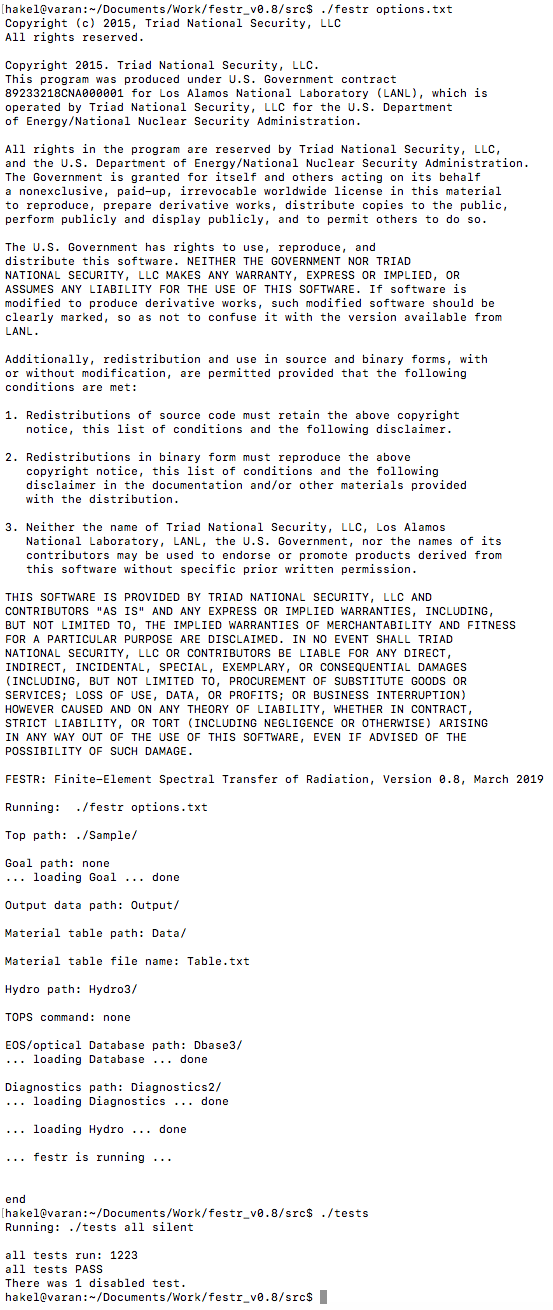 [hakel@varan:~/Documents/Work/festr_v0.8/src$ ./festr options.txt
Copyright (c) 2015, Triad National Security, LLC
All rights reserved.
Copyright 2015. Triad National Security, LLC.
This program was produced under U.S. Government contract
89233218CNA000001 for Los Alamos National Laboratory (LANL), which is
operated by Triad National Security, LLC for the U.S. Department
of Energy/National Nuclear Security Administration.
All rights in the program are reserved by Triad National Security, LLC,
and the U.S. Department of Energy/National Nuclear Security Administration.
The Government is granted for itself and others acting on its behalf
a nonexclusive, paid-up, irrevocable worldwide license in this material
to reproduce, prepare derivative works, distribute copies to the public,
perform publicly and display publicly, and to permit others to do so.
The U.S. Government has rights to use, reproduce, and
distribute this software. NEITHER THE GOVERNMENT NOR TRIAD
NATIONAL SECURITY, LLC MAKES ANY WARRANTY, EXPRESS OR IMPLIED, OR
ASSUMES ANY LIABILITY FOR THE USE OF THIS SOFTWARE. If software is
modified to produce derivative works, such modified software should be
clearly marked, so as not to confuse it with the version available from
LANL.
Additionally, redistribution and use in source and binary forms, with
or without modification, are permitted provided that the following
conditions are met:
1. Redistributions of source code must retain the above copyright
notice, this list of conditions and the following disclaimer.
2. Redistributions in binary form must reproduce the above
copyright notice, this list of conditions and the following
disclaimer in the documentation and/or other materials provided
with the distribution.
3. Neither the name of Triad National Security, LLC, Los Alamos
National Laboratory, LANL, the U.S. Government, nor the names of its
contributors may be used to endorse or promote products derived from
this software without specific prior written permission.
THIS SOFTWARE IS PROVIDED BY TRIAD NATIONAL SECURITY, LLC AND
CONTRIBUTORS "AS IS" AND ANY EXPRESS OR IMPLIED WARRANTIES, INCLUDING,
BUT NOT LIMITED TO, THE IMPLIED WARRANTIES OF MERCHANTABILITY AND FITNESS
FOR A PARTICULAR PURPOSE ARE DISCLAIMED. IN NO EVENT SHALL TRIAD
NATIONAL SECURITY, LLC OR CONTRIBUTORS BE LIABLE FOR ANY DIRECT,
INDIRECT, INCIDENTAL, SPECIAL, EXEMPLARY, OR CONSEQUENTIAL DAMAGES
(INCLUDING, BUT NOT LIMITED TO, PROCUREMENT OF SUBSTITUTE GOODS OR
SERVICES; LOSS OF USE, DATA, OR PROFITS; OR BUSINESS INTERRUPTION)
HOWEVER CAUSED AND ON ANY THEORY OF LIABILITY, WHETHER IN CONTRACT,
STRICT LIABILITY, OR TORT (INCLUDING NEGLIGENCE OR OTHERWISE) ARISING
IN ANY WAY OUT OF THE USE OF THIS SOFTWARE, EVEN IF ADVISED OF THE
POSSIBILITY OF SUCH DAMAGE.
FESTR: Finite-Element Spectral Transfer of Radiation, Version 0.8, March 2019
Running:  ./festr options.txt
Top path: ./Sample/
Goal path: none
... loading Goal ... done
Output data path: Output/
Material table path: Data/
Material table file name: Table.txt
Hydro path: Hydro3/
TOPS command: none
EOS/optical Database path: Dbase3/
... loading Database ... done
Diagnostics path: Diagnostics2/
... loading Diagnostics ... done
... loading Hydro ... done
... festr is running ...
end
[hakel@varan:~/Documents/Work/festr_v0.8/src$ ./tests
Running: ./tests all silent
all tests run: 1223
all tests PASS
There was 1 disabled test.
hakel@varan:~/Documents/Work/festr_v0.8/src$